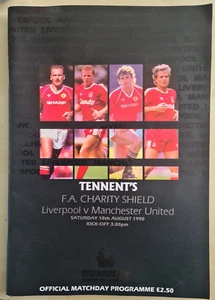 TENNENT'S
F.A. CHARITY SHIELD
Liverpool v Manchester United
SATURDAY 18th AUGUST 1990
KICK-OFF 3.00pm
WEMBLEY
OFFICIAL MATCHDAY PROGRAMME £2.50